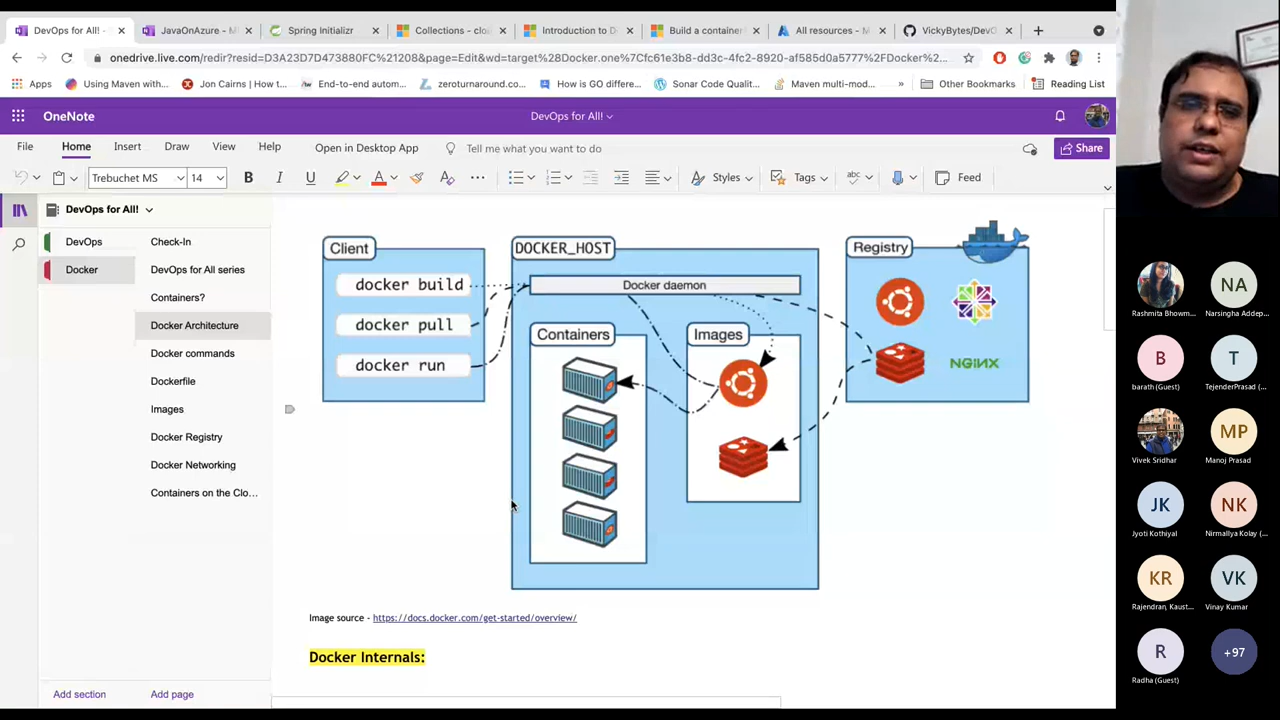 DevOps for All! -
JavaOnAzure - M
Spring Initializr
Collections - clo
Introduction to D
Build a container
All resources - M
VickyBytes/DevO
onedrive.live.com/redir?resid=D3A23D7D473880FC%21208&page=Edit&wd=target%28Docker.one%7Cfc61e3b8-dd3c-4fc2-8920-af585d0a5777%2FDocker%2...
Apps
Using Maven with...
Jon Cairns | How t...
End-to-end autom...
zeroturnaround.co...
How is GO differe...
Sonar Code Qualit...
Maven multi-mod...
»
Other Bookmarks
Reading List
OneNote
DevOps for All!
File
Home
Insert
Draw
View
Help
Open in Desktop App
Tell me what you want to do
Share
Trebuchet MS
14
B
I
U
A
Styles
Tags
Feed
DevOps for All!
DevOps
Docker
Check-In
DevOps for All series
Containers?
Docker Architecture
Docker commands
Dockerfile
Images
Docker Registry
Docker Networking
Containers on the Clo...
Add section
Add page
Client
docker build
docker pull
docker run
DOCKER_HOST
Docker daemon
Containers
Images
Registry
NGINX
Image source - https://docs.docker.com/get-started/overview/
Docker Internals:
Rashmita Bhowm...
NA
Narsingha Addep...
B
barath (Guest)
T
TejenderPrasad (...
Vivek Sridhar
MP
Manoj Prasad
JK
Jyoti Kothiyal
NK
Nirmallya Kolay (...
KR
Rajendran, Kaust...
VK
Vinay Kumar
R
Radha (Guest)
+97